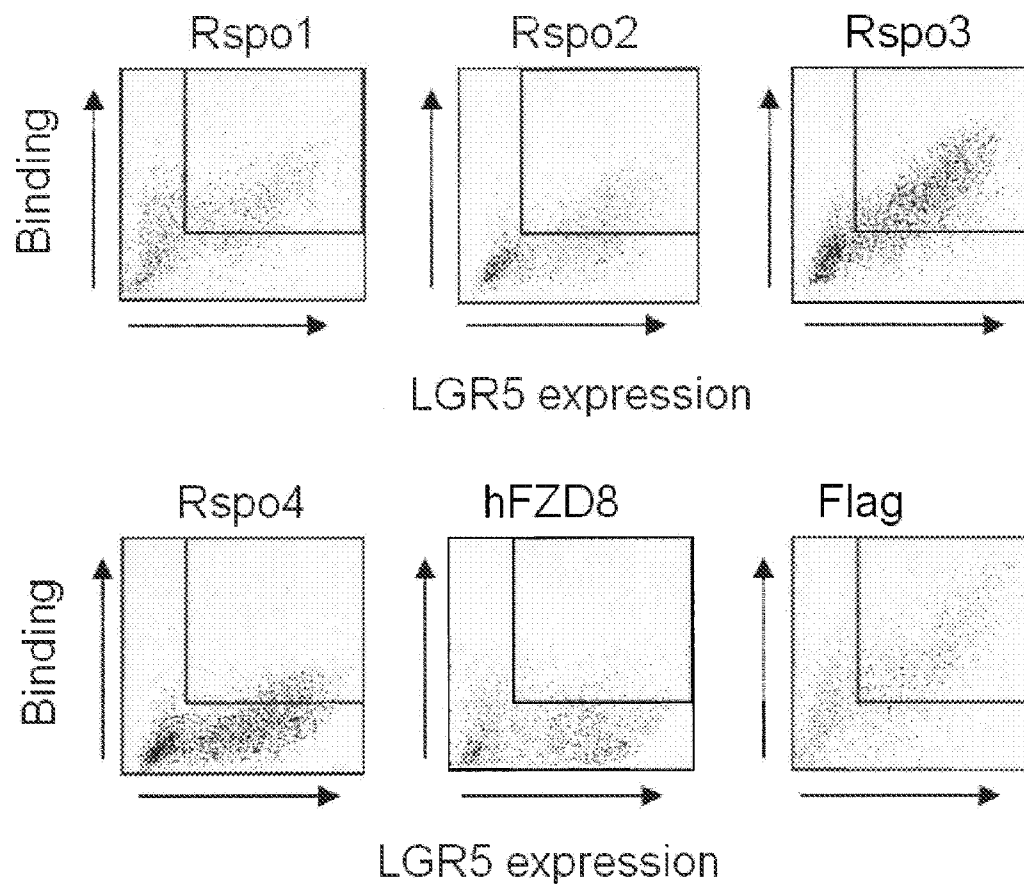 Rspo1 Rspo2 Rspo3
Binding
LGR5 expression
Rspo4 hFZD8 Flag
Binding
LGR5 expression